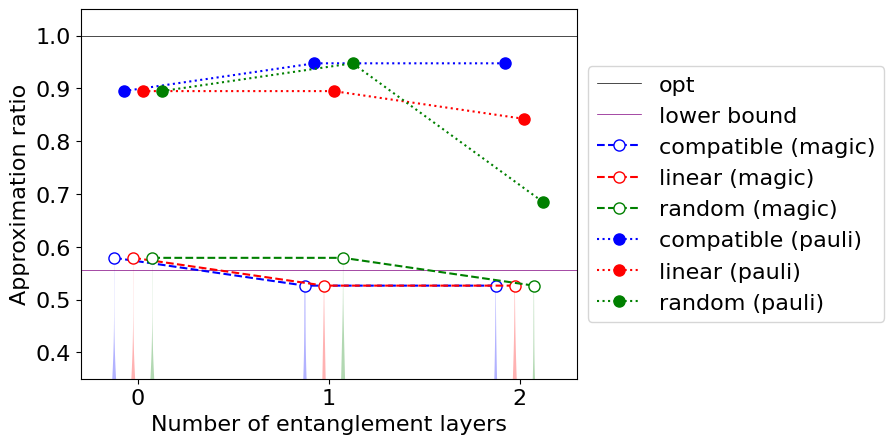 Approximation ratio
1.0
0.9
0.8
0.7
0.6
0.5
0.4
0 1 2
Number of entanglement layers
opt
lower bound
compatible (magic)
linear (magic)
random (magic)
compatible (pauli)
linear (pauli)
random (pauli)